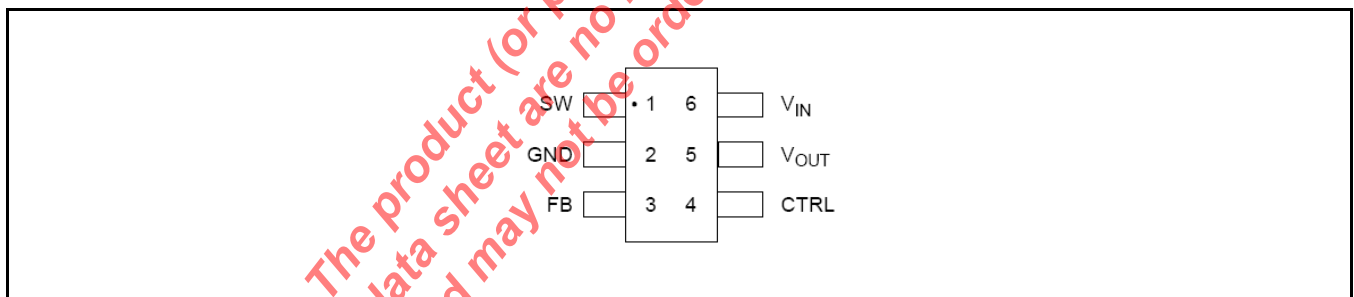 The product (or p
data sheet are no
d may not be orde
SW • 1 6 VIN
GND 2 5 VOUT
FB 3 4 CTRL